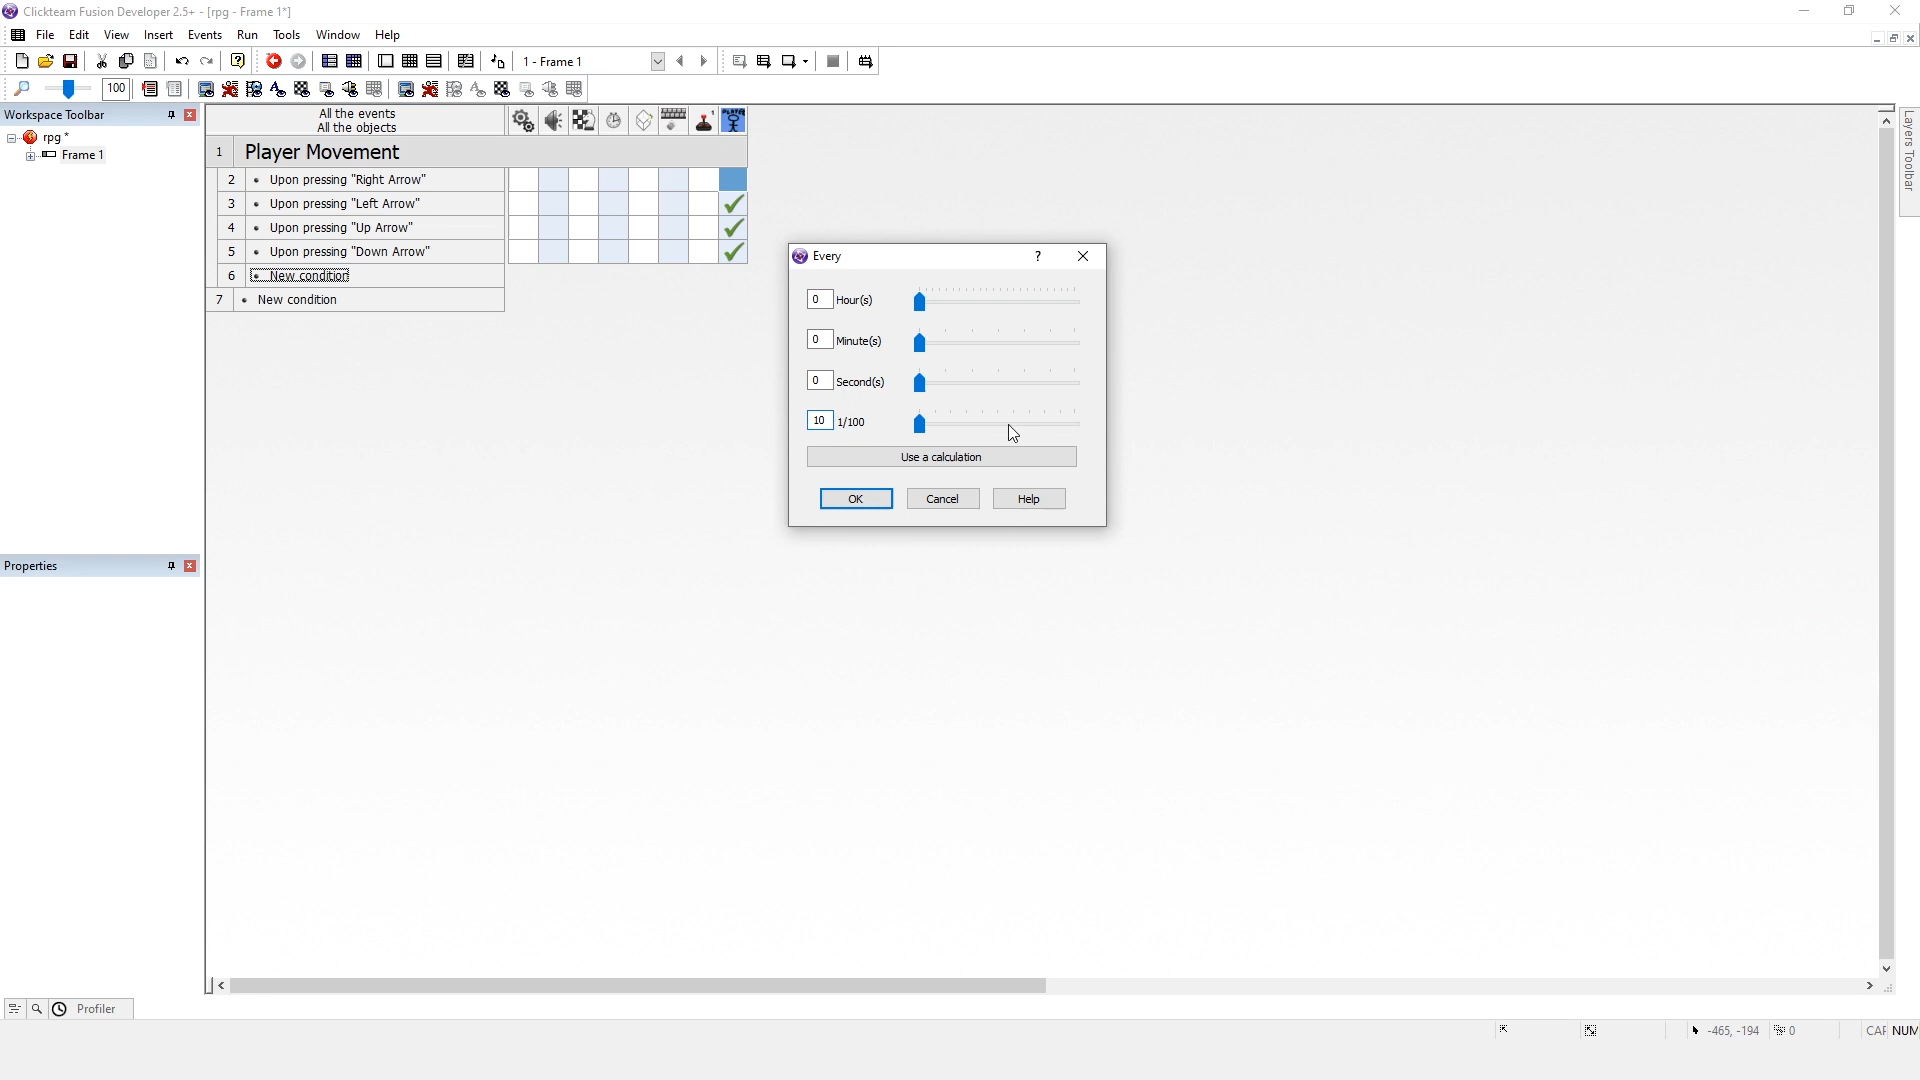 Clickteam Fusion Developer 2.5+ - [rpg - Frame 1*]
File Edit View Insert Events Run Tools Window Help
1 - Frame 1
100
Workspace Toolbar
rpg *
Frame 1
All the events
All the objects
1 Player Movement
2 • Upon pressing "Right Arrow"
3 • Upon pressing "Left Arrow"
4 • Upon pressing "Up Arrow"
5 • Upon pressing "Down Arrow"
6 • New condition
7 • New condition
Every ?
0 Hour(s)
0 Minute(s)
0 Second(s)
10 1/100
Use a calculation
OK Cancel Help
Layers Toolbar
Properties
Profiler
-465, -194 0 CAP NUM